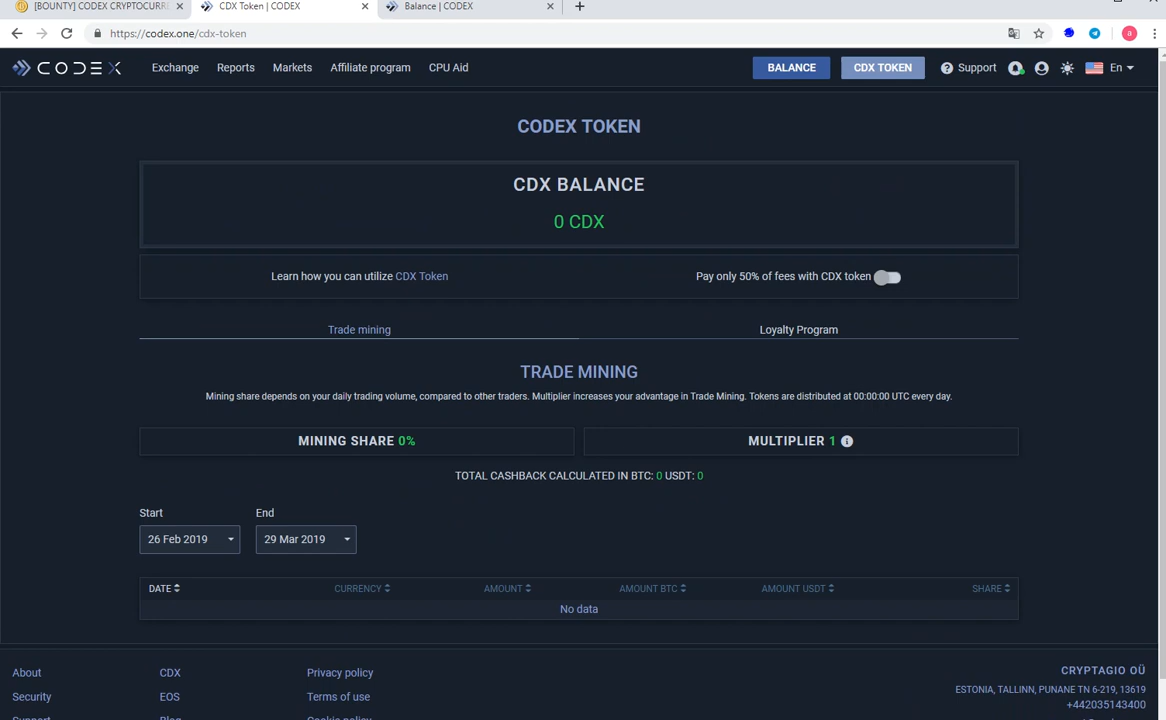 [BOUNTY] CODEX CRYPTOCURRE
CDX Token | CODEX
Balance | CODEX
https://codex.one/cdx-token
a
CODEX
Exchange
Reports
Markets
Affiliate program
CPU Aid
BALANCE
CDX TOKEN
Support
En
CODEX TOKEN
CDX BALANCE
0 CDX
Learn how you can utilize CDX Token
Pay only 50% of fees with CDX token
Trade mining
Loyalty Program
TRADE MINING
Mining share depends on your daily trading volume, compared to other traders. Multiplier increases your advantage in Trade Mining. Tokens are distributed at 00:00:00 UTC every day.
MINING SHARE 0%
MULTIPLIER 1
TOTAL CASHBACK CALCULATED IN BTC: 0 USDT: 0
Start
End
26 Feb 2019
29 Mar 2019
DATE
CURRENCY
AMOUNT
AMOUNT BTC
AMOUNT USDT
SHARE
No data
About
CDX
Privacy policy
CRYPTAGIO OÜ
ESTONIA, TALLINN, PUNANE TN 6-219, 13619
Security
EOS
Terms of use
+442035143400
Support
Blog
Cookie policy